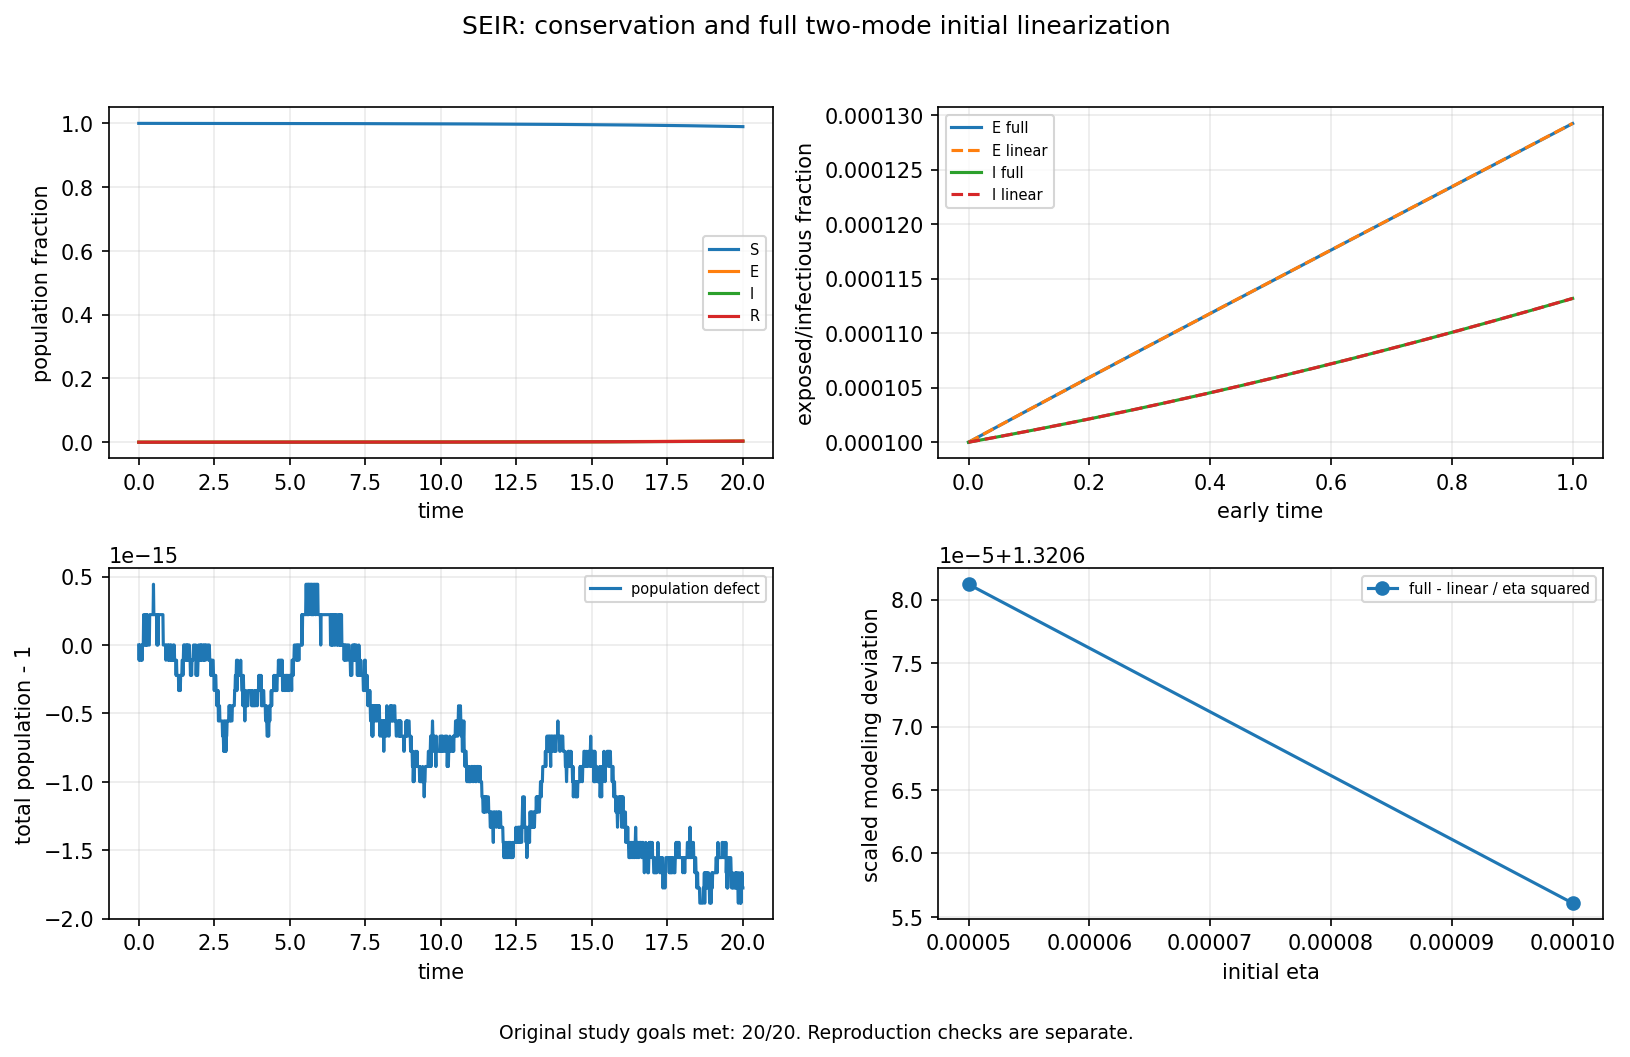 SEIR: conservation and full two-mode initial linearization
1.0
0.8
0.6
0.4
0.2
0.0
population fraction
S
E
I
R
0.0 2.5 5.0 7.5 10.0 12.5 15.0 17.5 20.0
time
0.000130
0.000125
0.000120
0.000115
0.000110
0.000105
0.000100
exposed/infectious fraction
E full
E linear
I full
I linear
0.0 0.2 0.4 0.6 0.8 1.0
early time
1e−15
0.5
0.0
−0.5
−1.0
−1.5
−2.0
total population - 1
population defect
0.0 2.5 5.0 7.5 10.0 12.5 15.0 17.5 20.0
time
1e−5+1.3206
8.0
7.5
7.0
6.5
6.0
5.5
scaled modeling deviation
full - linear / eta squared
0.00005 0.00006 0.00007 0.00008 0.00009 0.00010
initial eta
Original study goals met: 20/20. Reproduction checks are separate.